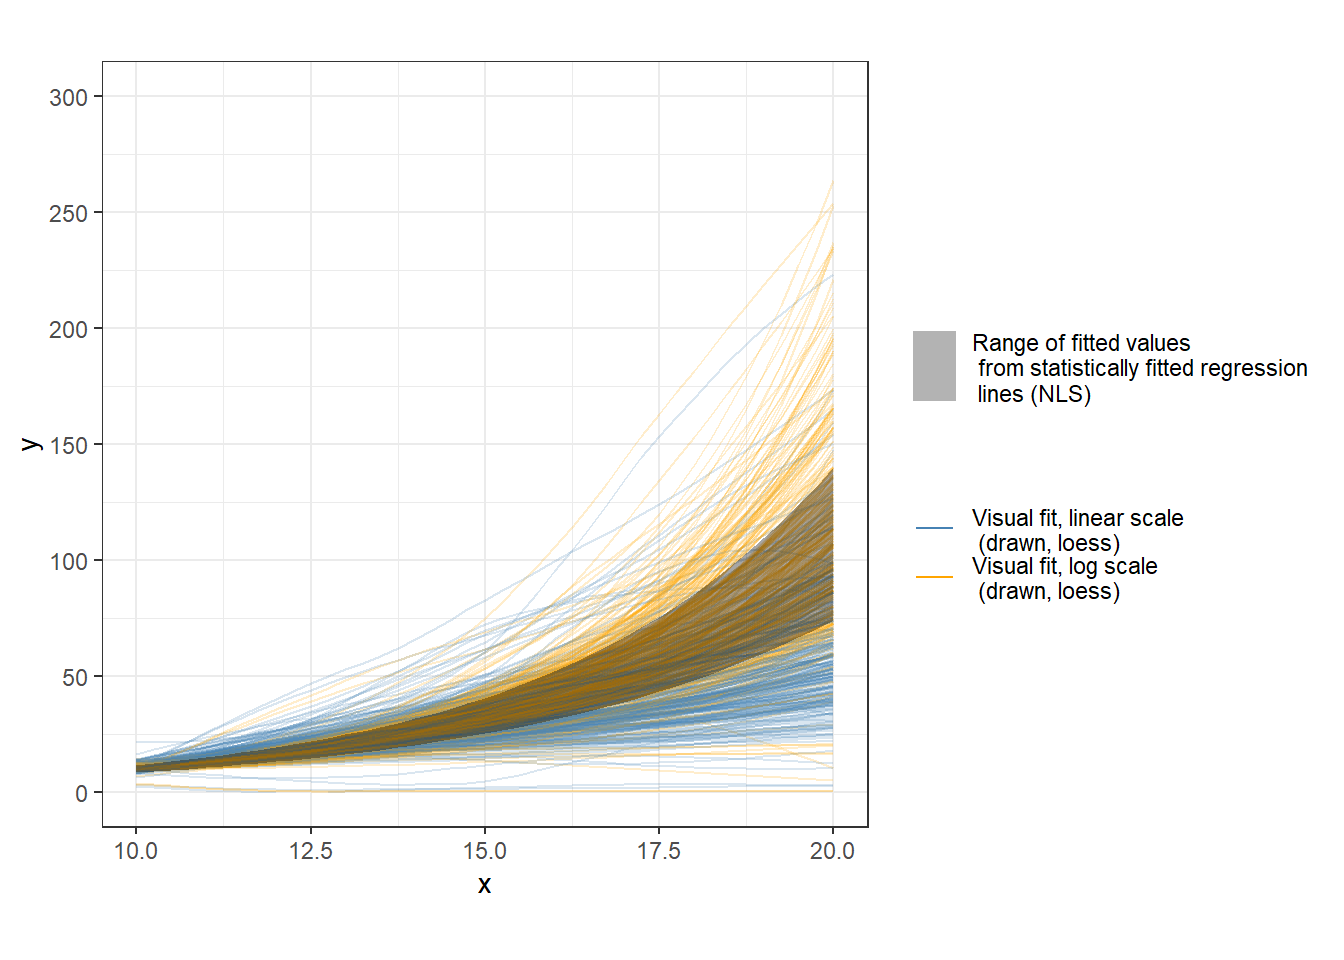 300
250
200
150
100
50
0
y
10.0 12.5 15.0 17.5 20.0
x
Range of fitted values
from statistically fitted regression
lines (NLS)
Visual fit, linear scale
(drawn, loess)
Visual fit, log scale
(drawn, loess)